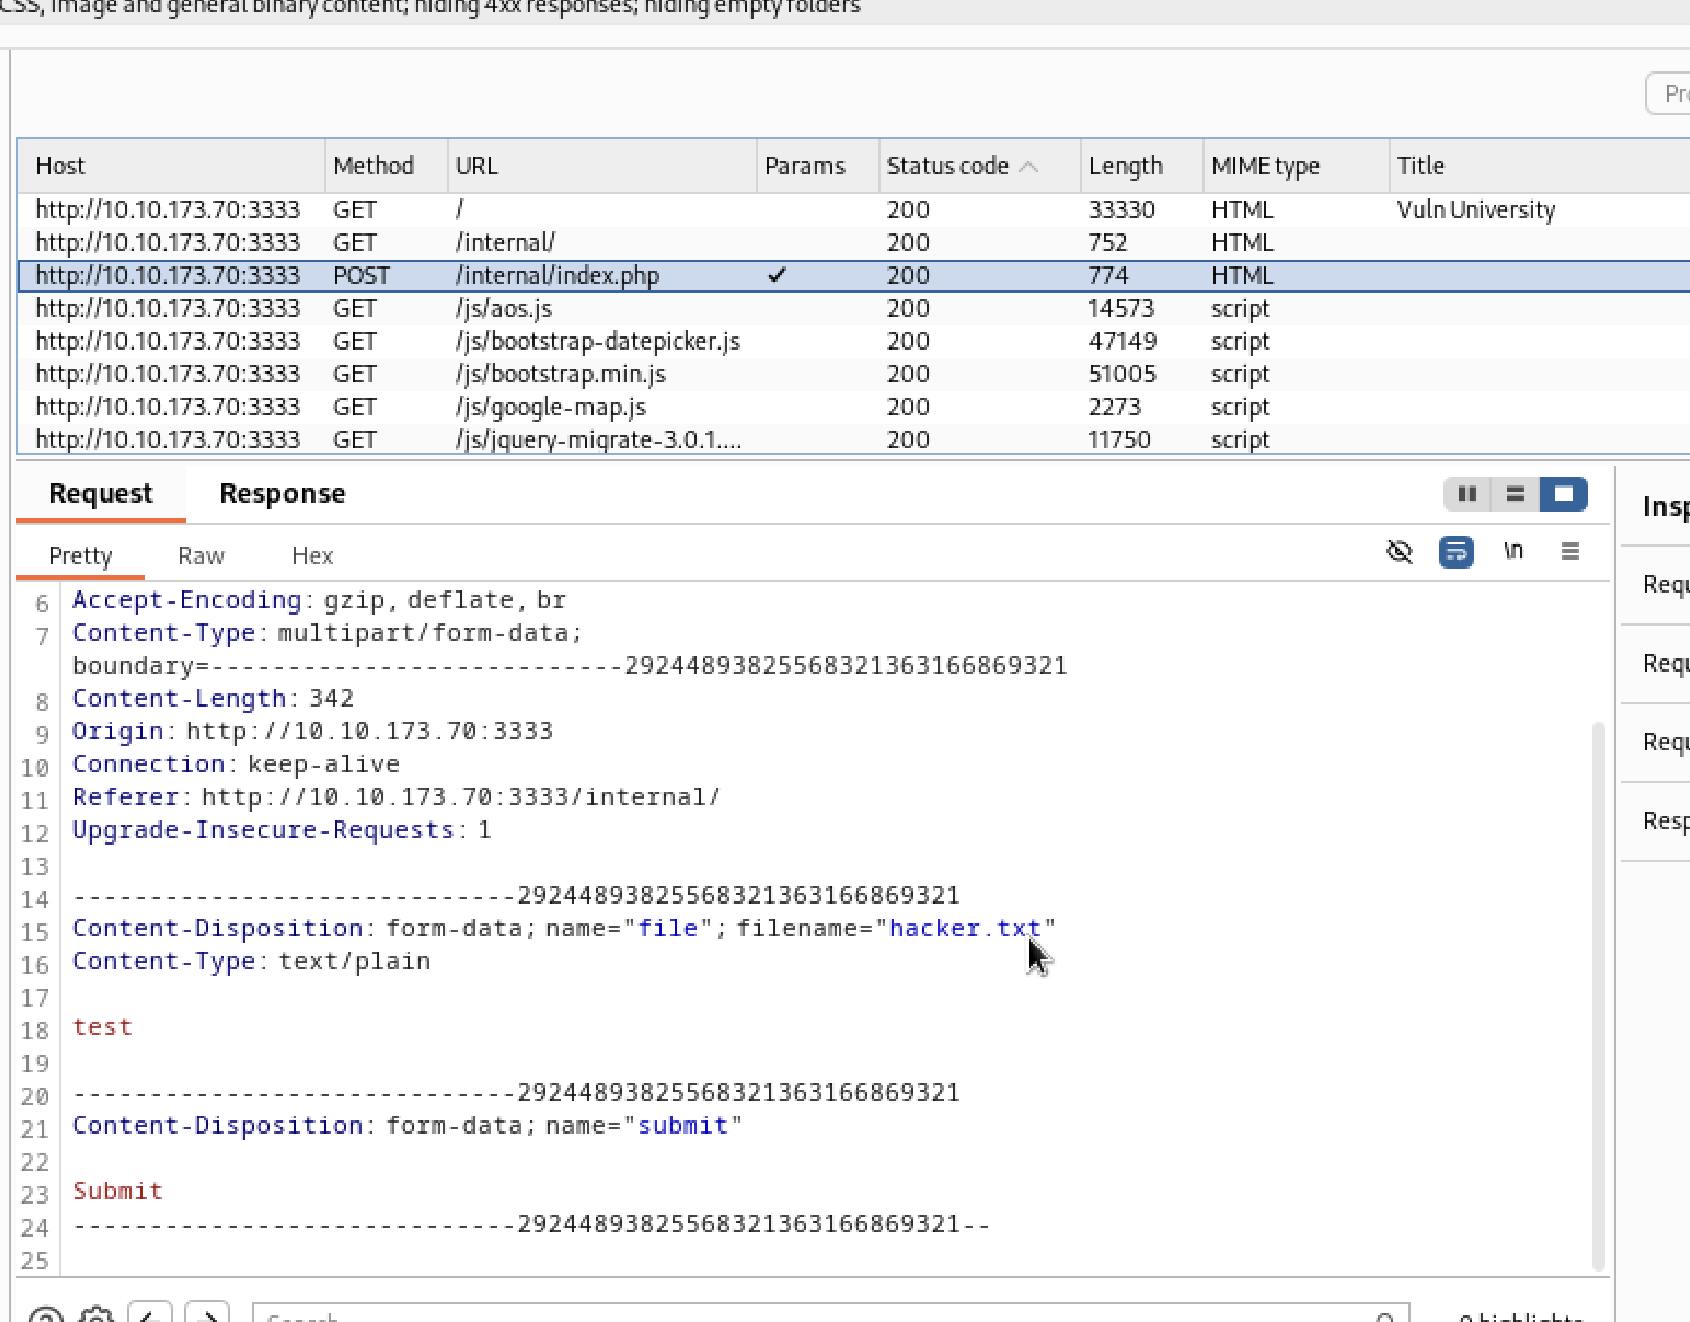 CSS, image and general binary content; hiding 4xx responses; hiding empty folders
Host Method URL Params Status code Length MIME type Title
http://10.10.173.70:3333 GET / 200 33330 HTML Vuln University
http://10.10.173.70:3333 GET /internal/ 200 752 HTML
http://10.10.173.70:3333 POST /internal/index.php ✓ 200 774 HTML
http://10.10.173.70:3333 GET /js/aos.js 200 14573 script
http://10.10.173.70:3333 GET /js/bootstrap-datepicker.js 200 47149 script
http://10.10.173.70:3333 GET /js/bootstrap.min.js 200 51005 script
http://10.10.173.70:3333 GET /js/google-map.js 200 2273 script
http://10.10.173.70:3333 GET /js/jquery-migrate-3.0.1.... 200 11750 script
Request Response
Pretty Raw Hex
\n
6 Accept-Encoding: gzip, deflate, br
7 Content-Type: multipart/form-data;
boundary=---------------------------292448938255683213631668​69321
8 Content-Length: 342
9 Origin: http://10.10.173.70:3333
10 Connection: keep-alive
11 Referer: http://10.10.173.70:3333/internal/
12 Upgrade-Insecure-Requests: 1
13
14 -----------------------------29244893825568321363166869321
15 Content-Disposition: form-data; name="file"; filename="hacker.txt"
16 Content-Type: text/plain
17
18 test
19
20 -----------------------------29244893825568321363166869321
21 Content-Disposition: form-data; name="submit"
22
23 Submit
24 -----------------------------29244893825568321363166869321--
25
Search
0 highlights